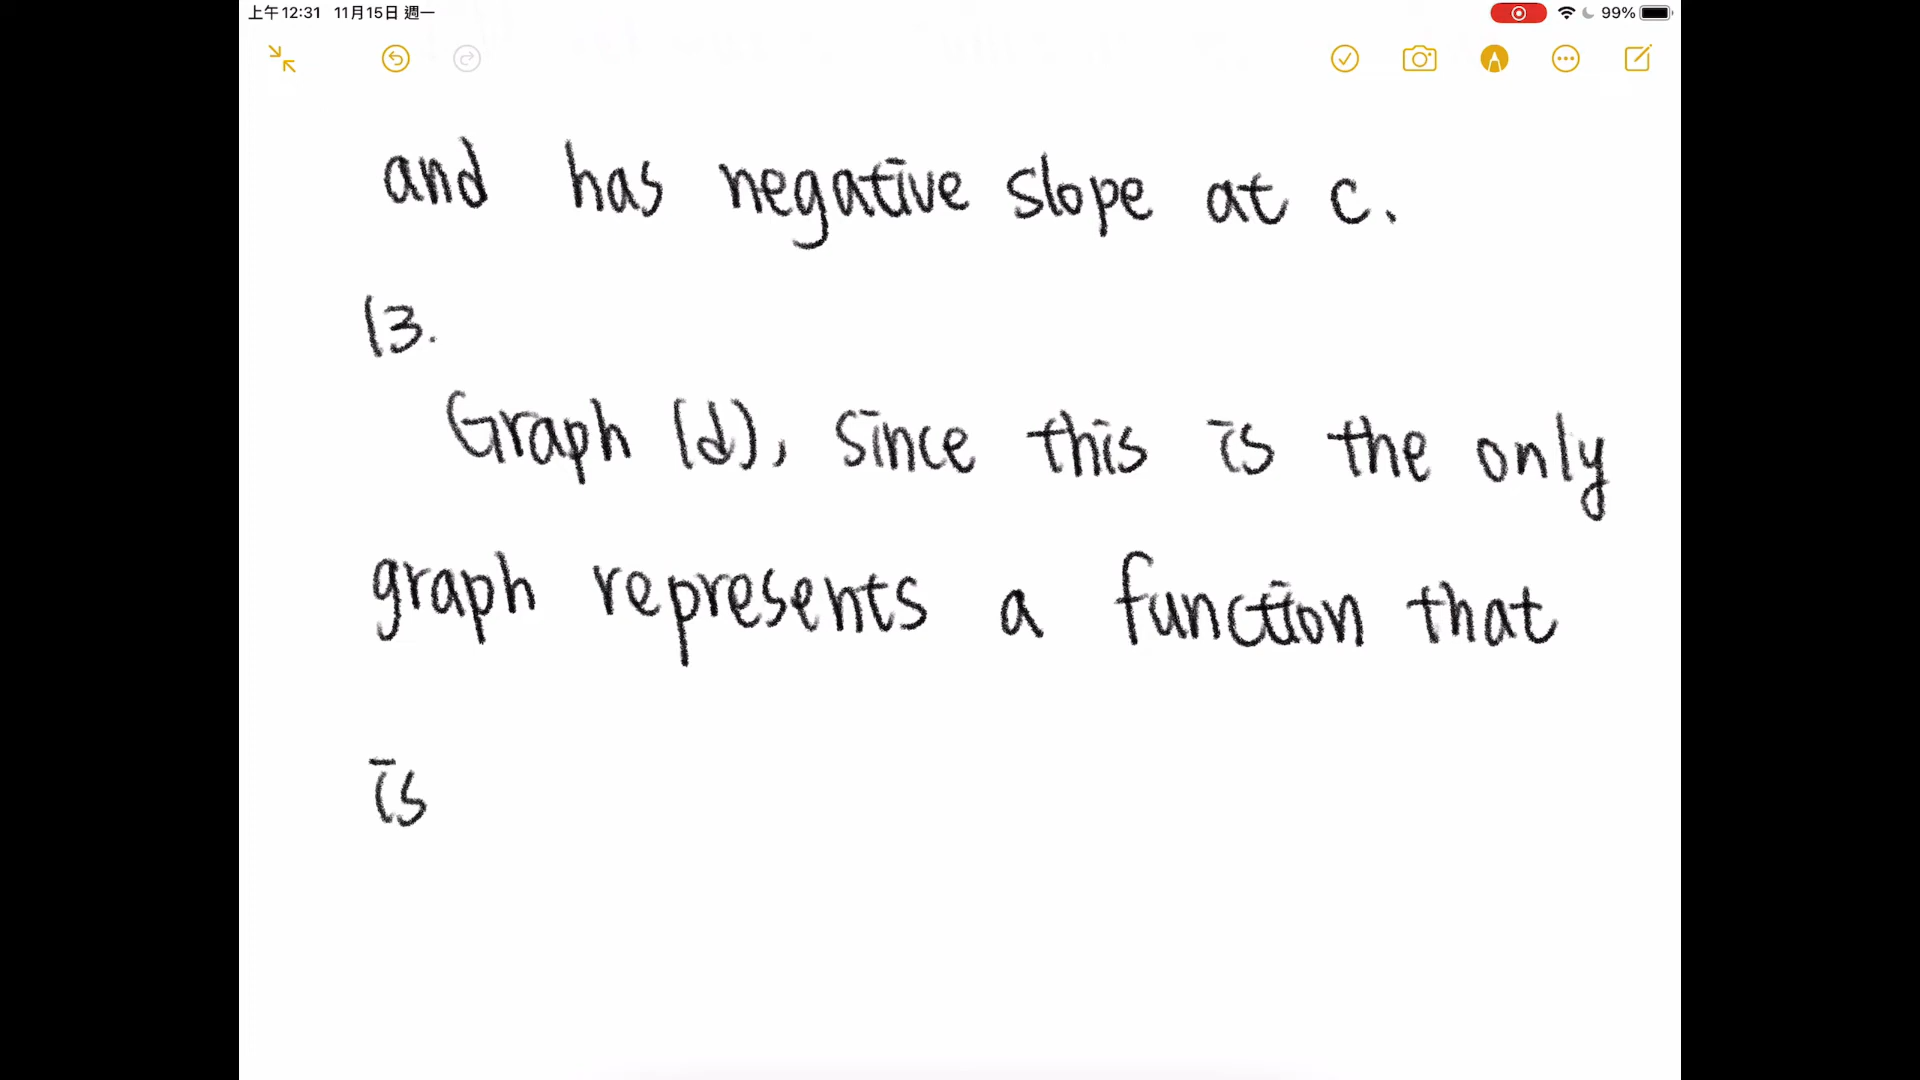 上午12:31 11月15日 週一 99%
and has negative slope at c.
13.
Graph (d), since this is the only
graph represents a function that
is